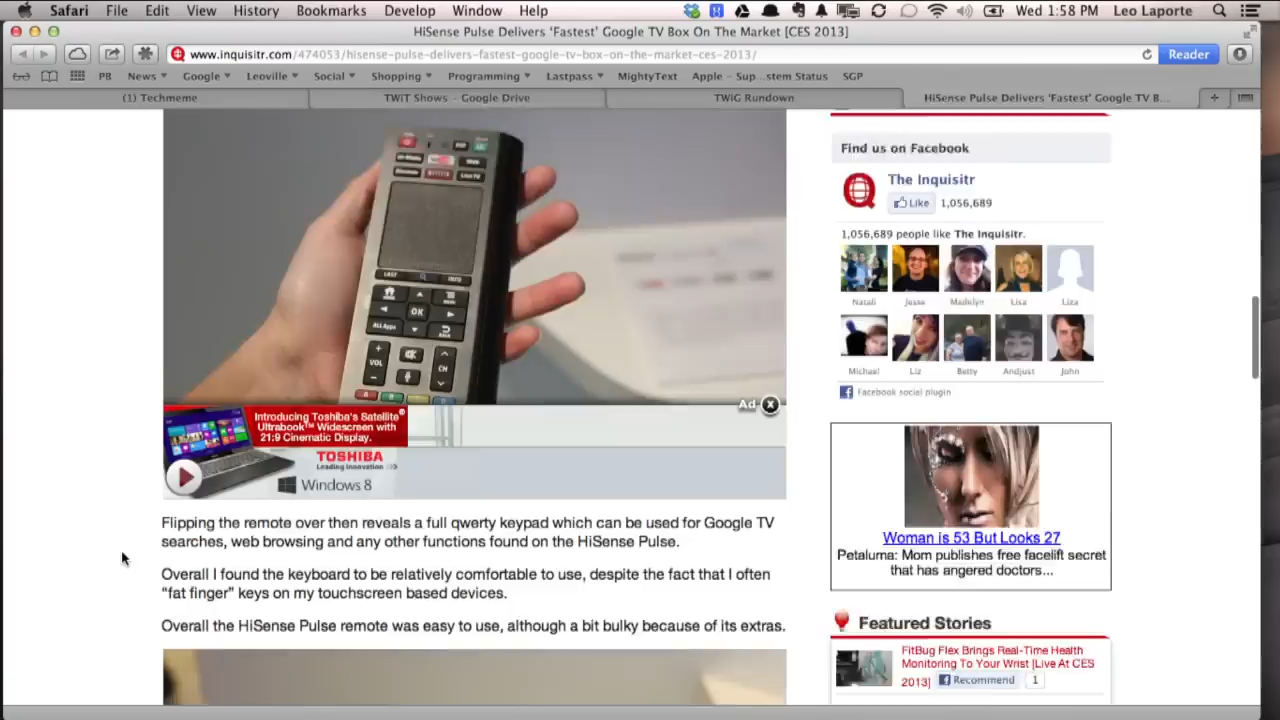 Safari File Edit View History Bookmarks Develop Window Help Wed 1:58 PM Leo Laporte
HiSense Pulse Delivers 'Fastest' Google TV Box On The Market [CES 2013]
www.inquisitr.com/474053/hisense-pulse-delivers-fastest-google-tv-box-on-the-market-ces-2013/ Reader
PB News Google Leoville Social Shopping Programming Lastpass MightyText Apple – Sup...stem Status SGP
(1) Techmeme TWiT Shows – Google Drive TWiG Rundown HiSense Pulse Delivers 'Fastest' Google TV B...
LAST INFO
MENU
OK
ALL Apps BACK
+
VOL CH
–
A B
Ad X
Introducing Toshiba's Satellite®
Ultrabook™ Widescreen with
21:9 Cinematic Display.
TOSHIBA
Leading Innovation >>>
Windows 8
Flipping the remote over then reveals a full qwerty keypad which can be used for Google TV
searches, web browsing and any other functions found on the HiSense Pulse.
Overall I found the keyboard to be relatively comfortable to use, despite the fact that I often
"fat finger" keys on my touchscreen based devices.
Overall the HiSense Pulse remote was easy to use, although a bit bulky because of its extras.
Find us on Facebook
The Inquisitr
Like 1,056,689
1,056,689 people like The Inquisitr.
Natali Jesse Madelyn Lisa Liza
Michael Liz Betty Andjust John
Facebook social plugin
Woman is 53 But Looks 27
Petaluma: Mom publishes free facelift secret
that has angered doctors...
Featured Stories
FitBug Flex Brings Real-Time Health
Monitoring To Your Wrist [Live At CES
2013] Recommend 1